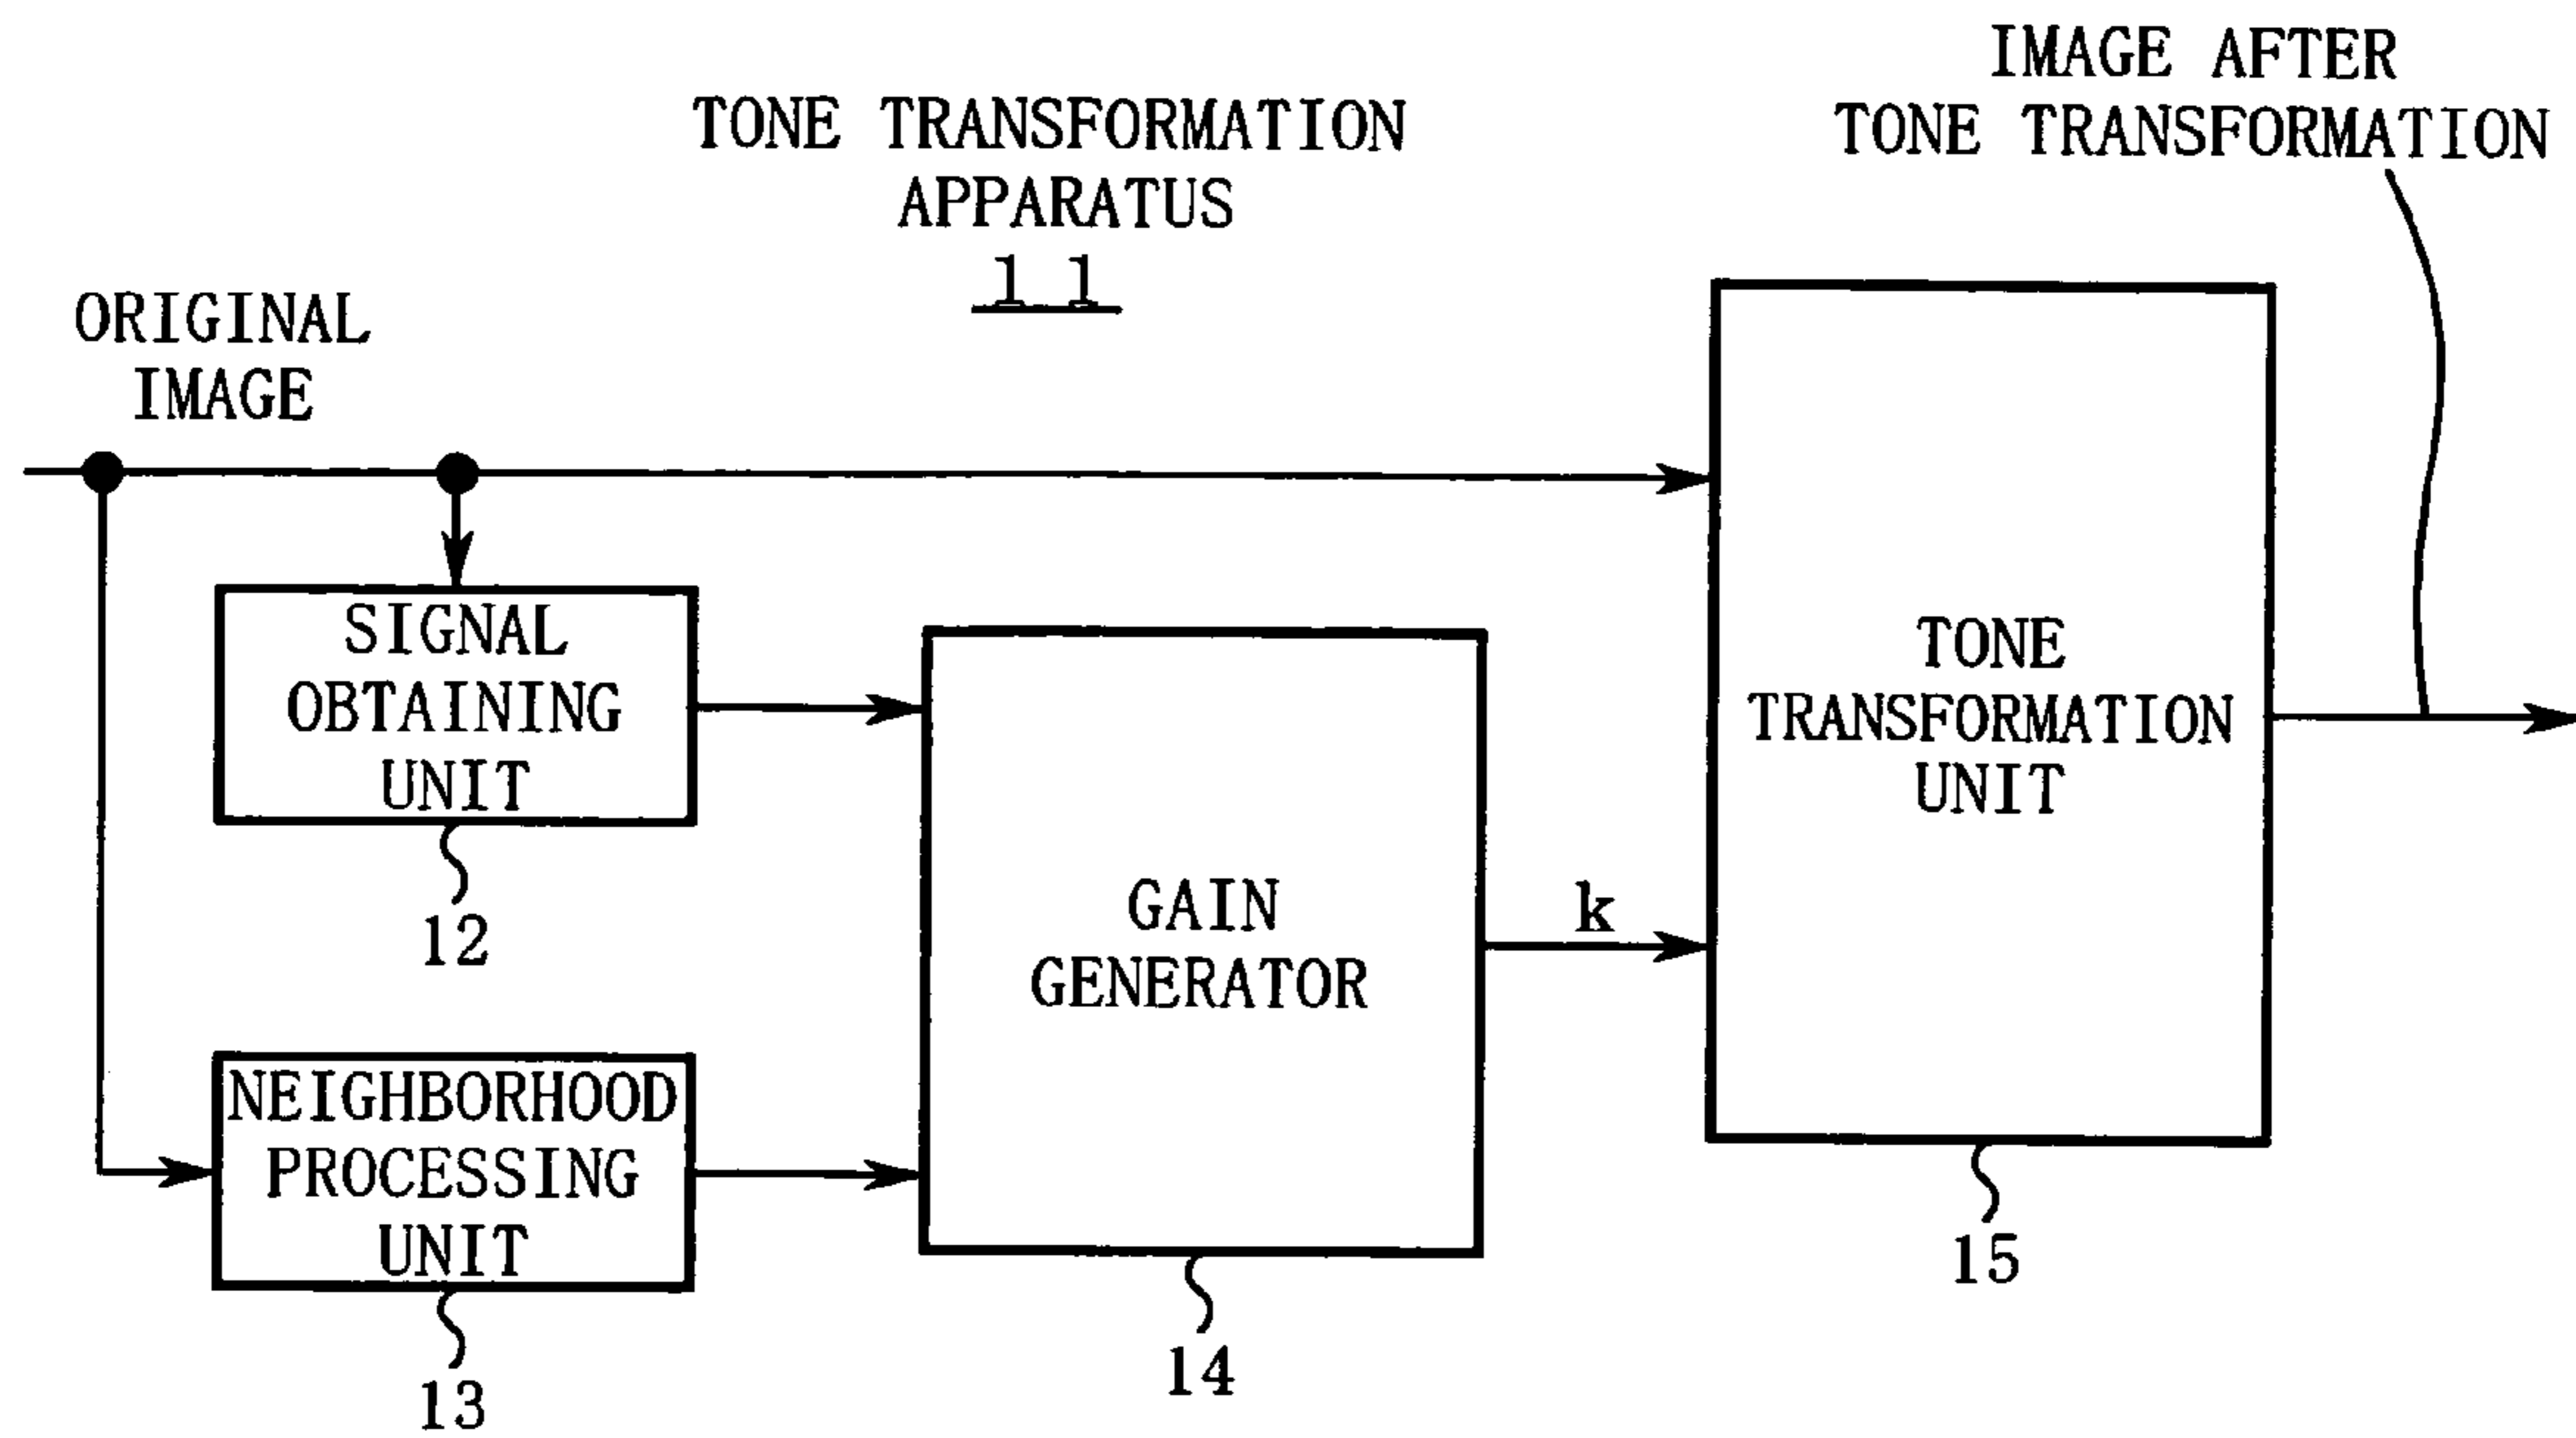 IMAGE AFTER
TONE TRANSFORMATION
TONE TRANSFORMATION
APPARATUS
11
ORIGINAL
IMAGE
SIGNAL
OBTAINING
UNIT
12
NEIGHBORHOOD
PROCESSING
UNIT
13
GAIN
GENERATOR
14
k
TONE
TRANSFORMATION
UNIT
15